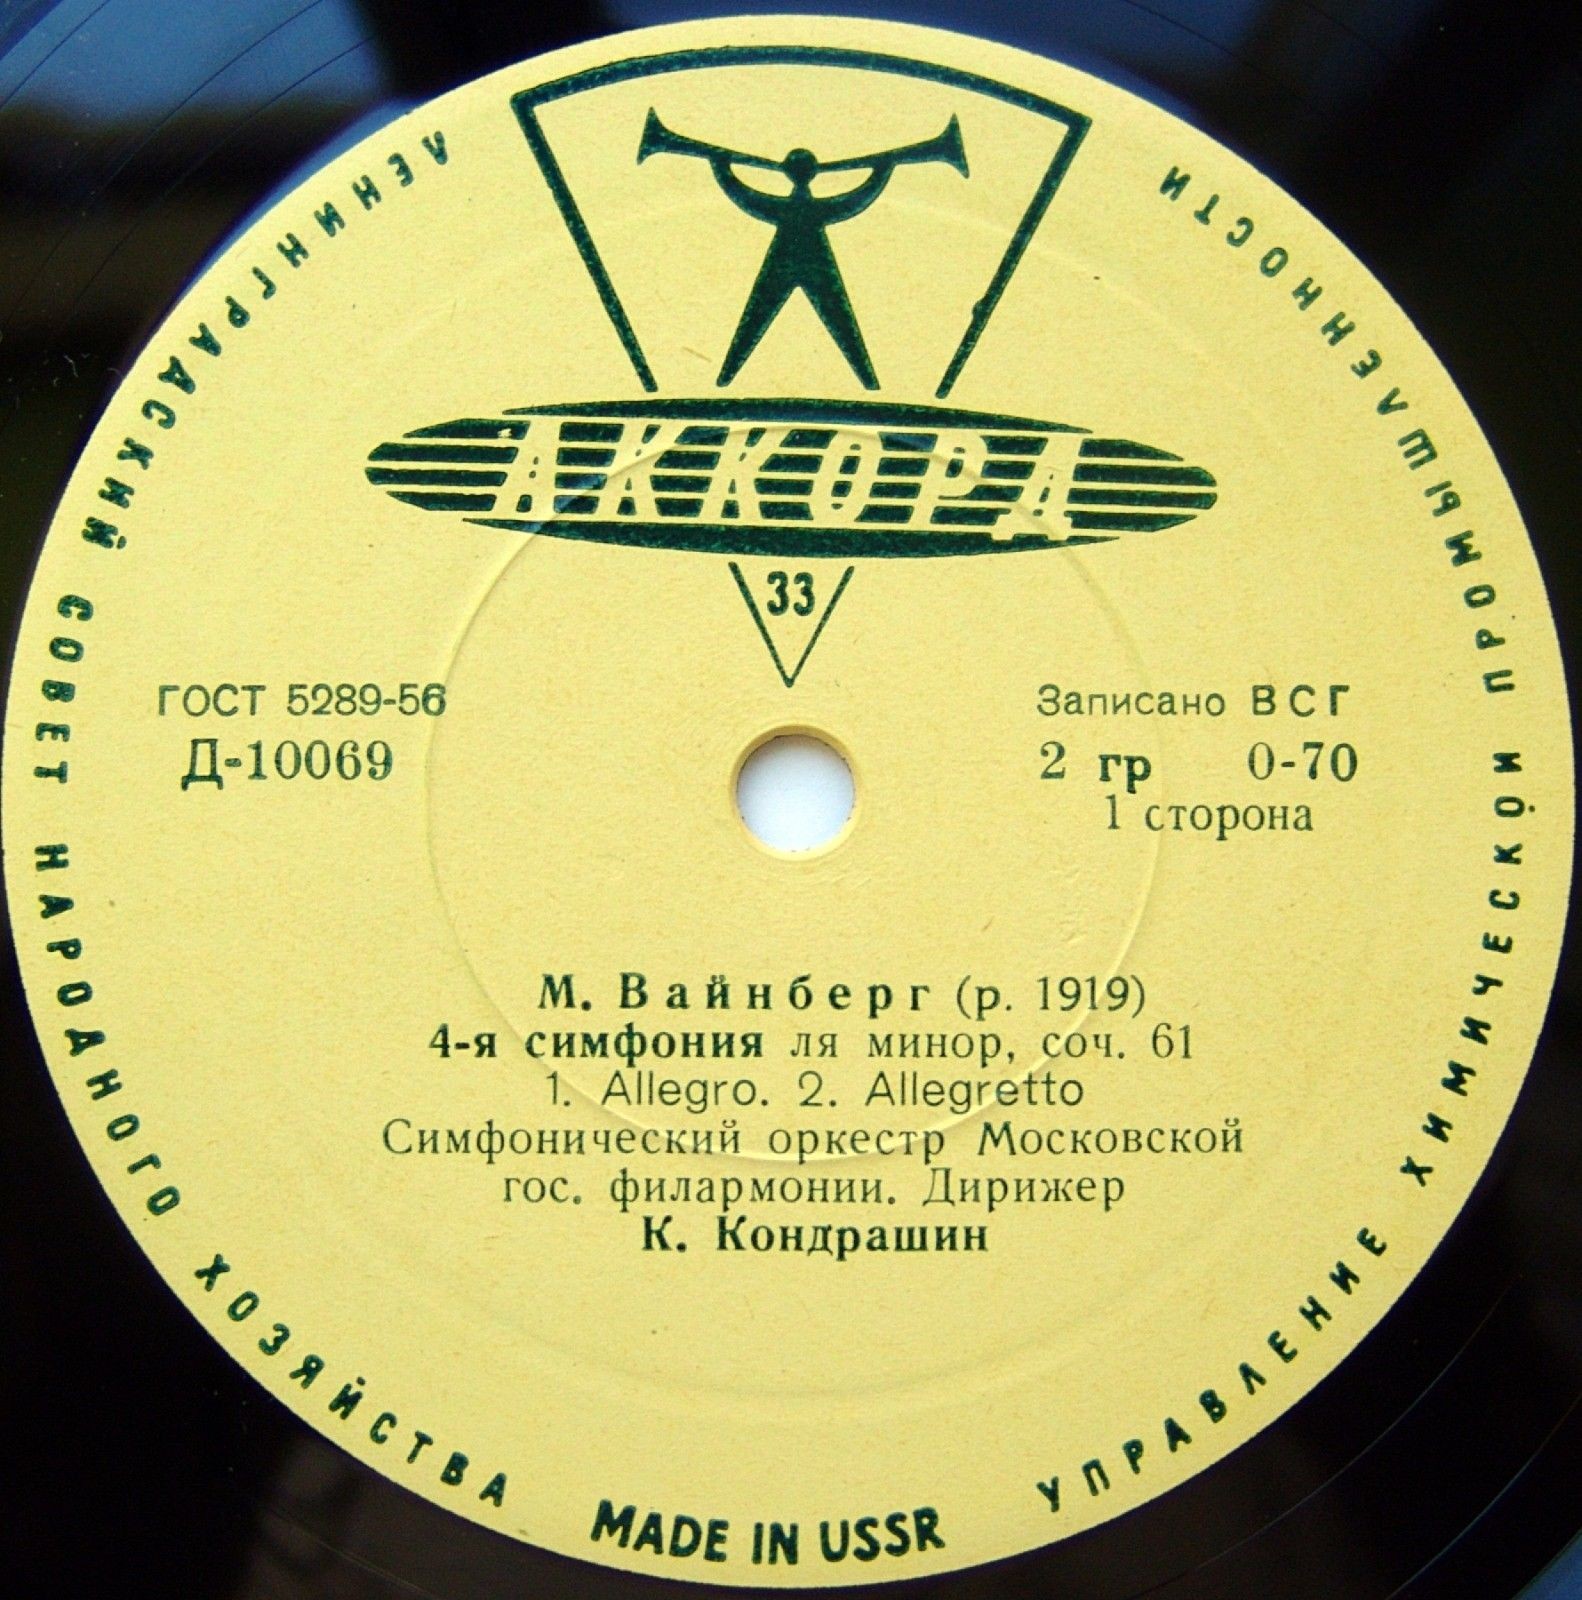 ЛЕНИНГРАДСКИЙ СОВЕТ НАРОДНОГО ХОЗЯЙСТВА
УПРАВЛЕНИЕ ХИМИЧЕСКОЙ ПРОМЫШЛЕННОСТИ
АККОРД
33
ГОСТ 5289-56
Д-10069
Записано ВСГ
2 гр 0-70
1 сторона
М. Вайнберг (р. 1919)
4-я симфония ля минор, соч. 61
1. Allegro. 2. Allegretto
Симфонический оркестр Московской
гос. филармонии. Дирижер
К. Кондрашин
MADE IN USSR